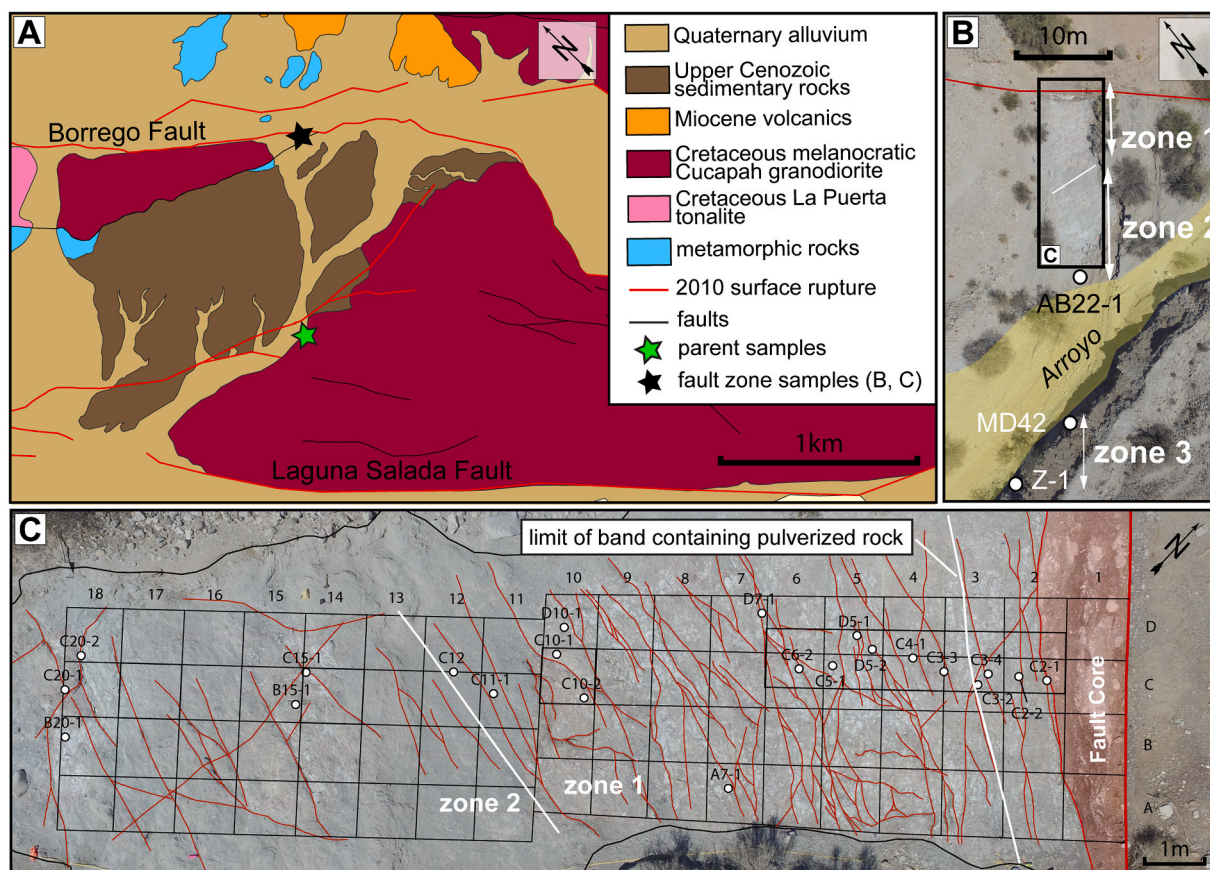 A
N
Borrego Fault
Laguna Salada Fault
Quaternary alluvium
Upper Cenozoic
sedimentary rocks
Miocene volcanics
Cretaceous melanocratic
Cucapah granodiorite
Cretaceous La Puerta
tonalite
metamorphic rocks
2010 surface rupture
faults
parent samples
fault zone samples (B, C)
1km
B
10m
N
zone 1
zone 2
C
AB22-1
Arroyo
MD42
zone 3
Z-1
C
limit of band containing pulverized rock
N
18 17 16 15 14 13 12 11 10 9 8 7 6 5 4 3 2 1
D10-1
D7-1
D5-1
D
C20-2
C10-1
C6-2
D5-2
C4-1
C3-3
C3-4
C2-1
C20-1
C15-1
C12
C11-1
C10-2
C5-1
C3-2
C2-2
C
B15-1
B20-1
B
A7-1
A
zone 2
zone 1
Fault Core
1m